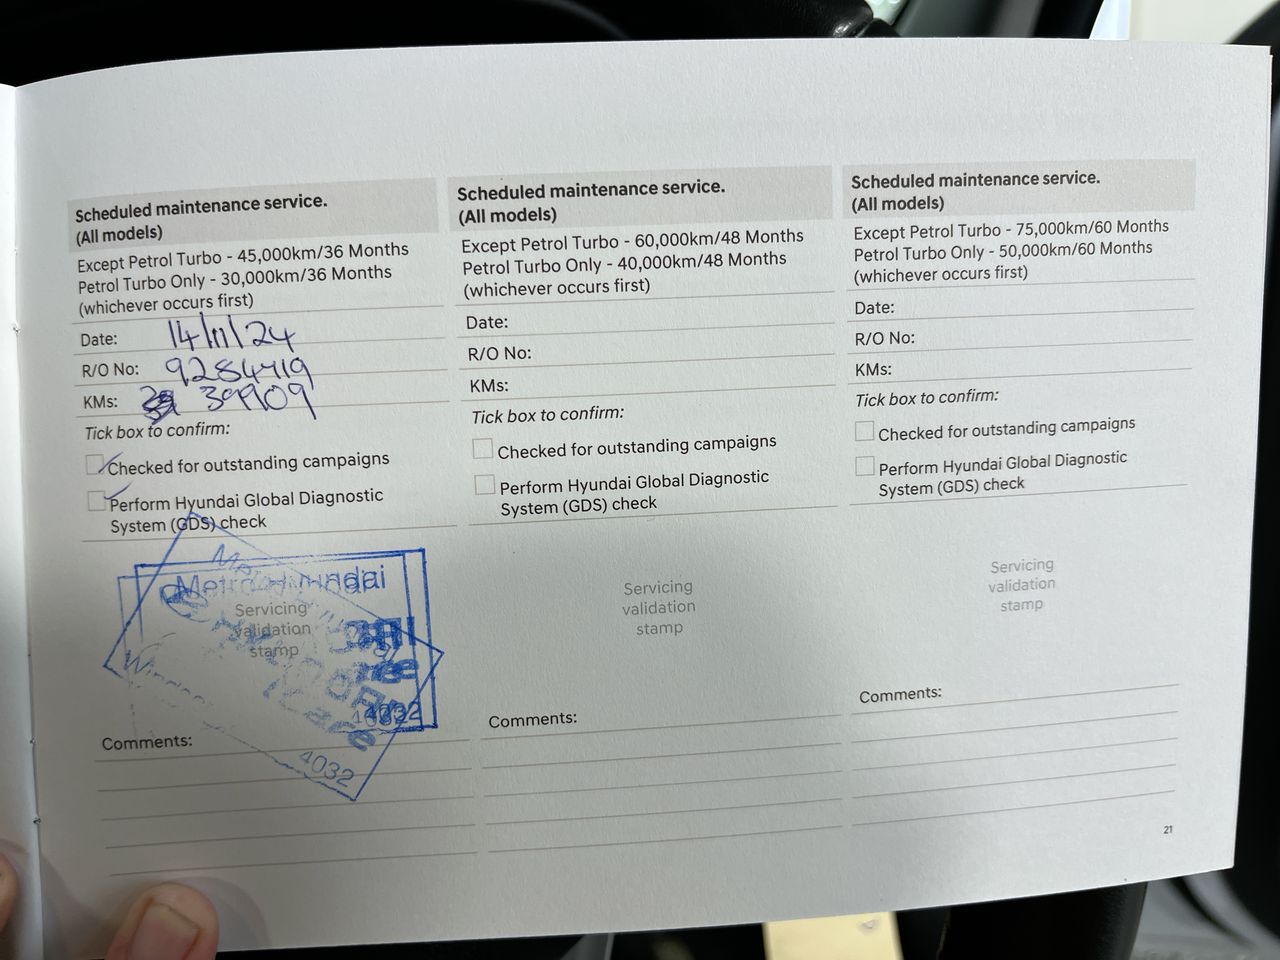 Scheduled maintenance service.
(All models)
Except Petrol Turbo - 45,000km/36 Months
Petrol Turbo Only - 30,000km/36 Months
(whichever occurs first)
Date: 14/11/24
R/O No: 9284419
KMs: 39909
Tick box to confirm:
Checked for outstanding campaigns
Perform Hyundai Global Diagnostic
System (GDS) check
Metro Hyundai
Servicing
validation
stamp
iCare
4032
4032
Comments:
Scheduled maintenance service.
(All models)
Except Petrol Turbo - 60,000km/48 Months
Petrol Turbo Only - 40,000km/48 Months
(whichever occurs first)
Date:
R/O No:
KMs:
Tick box to confirm:
Checked for outstanding campaigns
Perform Hyundai Global Diagnostic
System (GDS) check
Servicing
validation
stamp
Comments:
Scheduled maintenance service.
(All models)
Except Petrol Turbo - 75,000km/60 Months
Petrol Turbo Only - 50,000km/60 Months
(whichever occurs first)
Date:
R/O No:
KMs:
Tick box to confirm:
Checked for outstanding campaigns
Perform Hyundai Global Diagnostic
System (GDS) check
Servicing
validation
stamp
Comments:
21